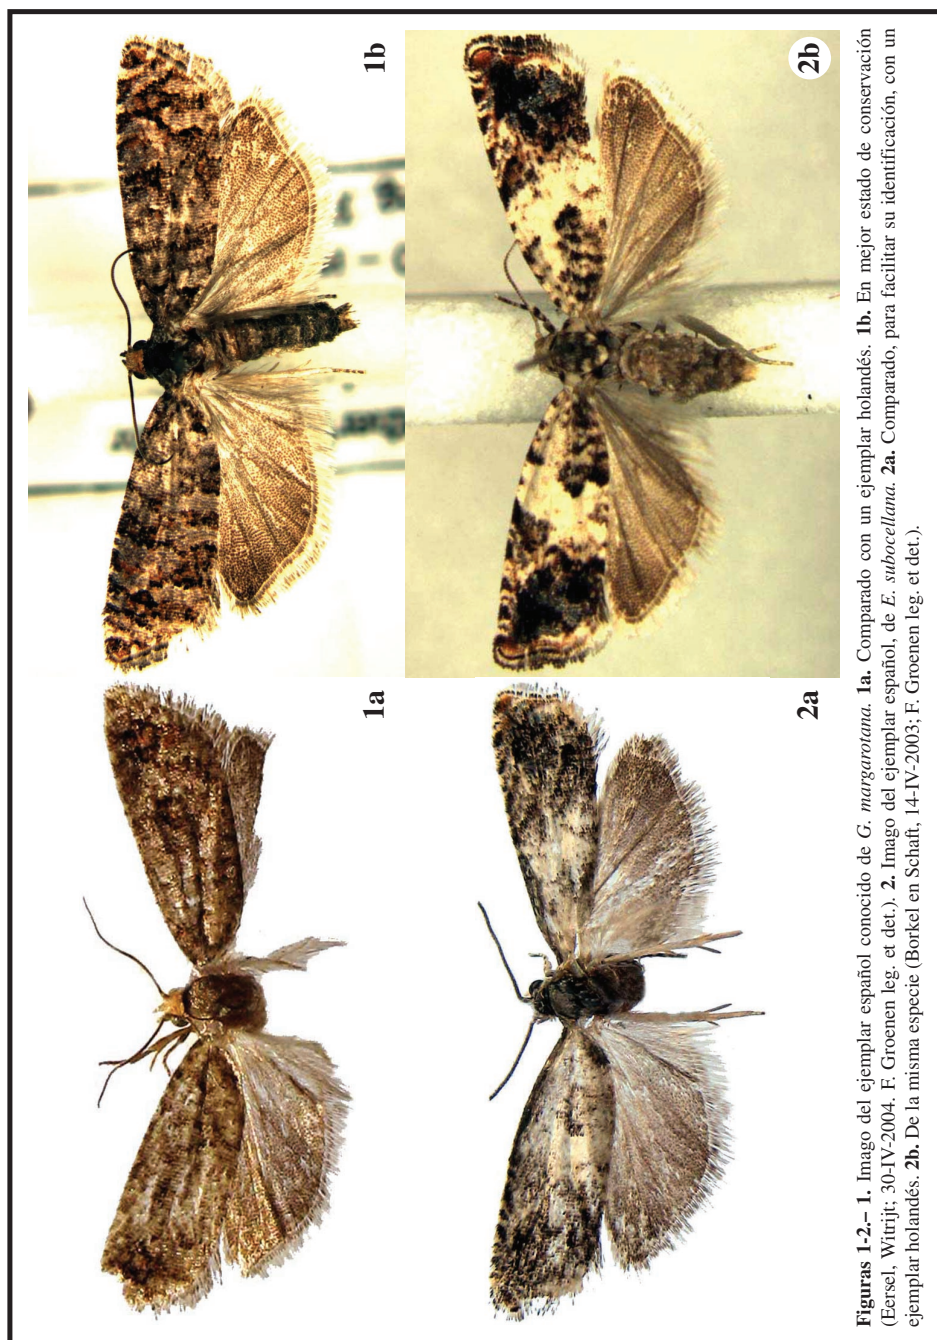 1a
1b
2a
2b
Figuras 1-2.– 1. Imago del ejemplar español conocido de G. margarotana. 1a. Comparado con un ejemplar holandés. 1b. En mejor estado de conservación
(Eersel, Witrijt; 30-IV-2004. F. Groenen leg. et det.). 2. Imago del ejemplar español, de E. subocellana. 2a. Comparado, para facilitar su identificación, con un
ejemplar holandés. 2b. De la misma especie (Borkel en Schaft, 14-IV-2003; F. Groenen leg. et det.).